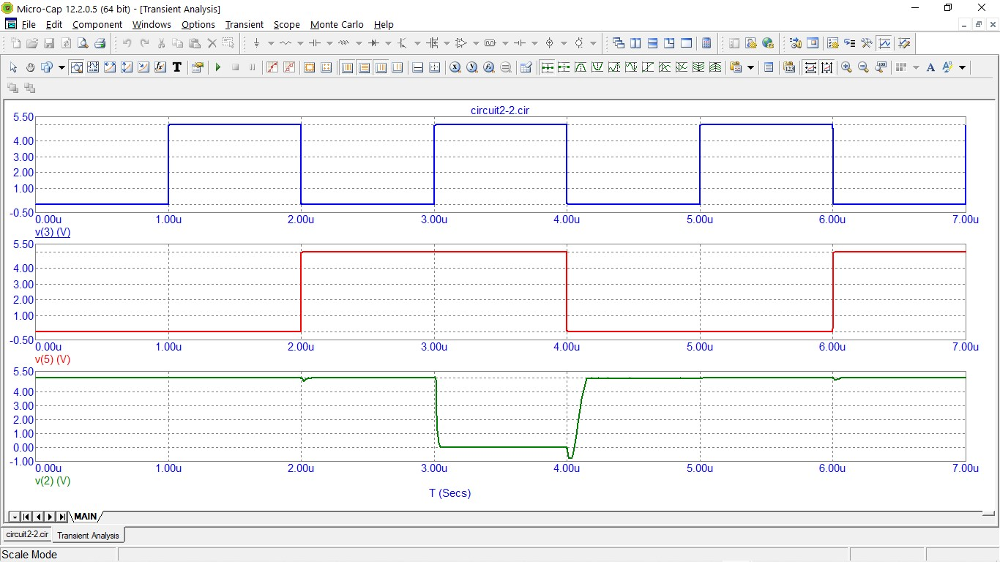 Micro-Cap 12.2.0.5 (64 bit) - [Transient Analysis]
File Edit Component Windows Options Transient Scope Monte Carlo Help
circuit2-2.cir
5.50
4.00
3.00
2.00
1.00
-0.50
0.00u 1.00u 2.00u 3.00u 4.00u 5.00u 6.00u 7.00u
v(3) (V)
5.50
4.00
3.00
2.00
1.00
-0.50
0.00u 1.00u 2.00u 3.00u 4.00u 5.00u 6.00u 7.00u
v(5) (V)
5.50
4.00
3.00
2.00
1.00
0.00
-1.00
0.00u 1.00u 2.00u 3.00u 4.00u 5.00u 6.00u 7.00u
v(2) (V)
T (Secs)
MAIN
circuit2-2.cir Transient Analysis
Scale Mode